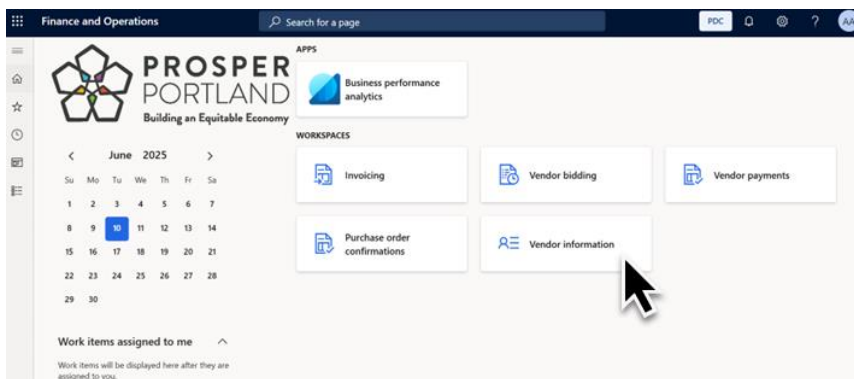 Finance and Operations
Search for a page
PDC
?
AA
PROSPER
PORTLAND
Building an Equitable Economy
June 2025
Su Mo Tu We Th Fr Sa
1 2 3 4 5 6 7
8 9 10 11 12 13 14
15 16 17 18 19 20 21
22 23 24 25 26 27 28
29 30
Work items assigned to me
Work items will be displayed here after they are
assigned to you.
APPS
Business performance
analytics
WORKSPACES
Invoicing
Vendor bidding
Vendor payments
Purchase order
confirmations
Vendor information